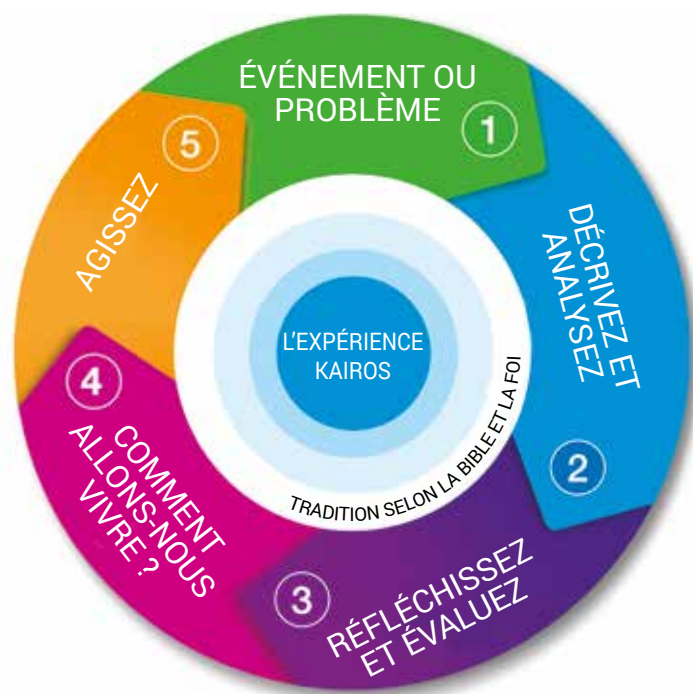 ÉVÉNEMENT OU
PROBLÈME
1
DÉCRIVEZ ET
ANALYSEZ
2
RÉFLÉCHISSEZ
ET ÉVALUEZ
3
COMMENT
ALLONS-NOUS
VIVRE ?
4
AGISSEZ
5
L'EXPÉRIENCE
KAIROS
TRADITION SELON LA BIBLE ET LA FOI